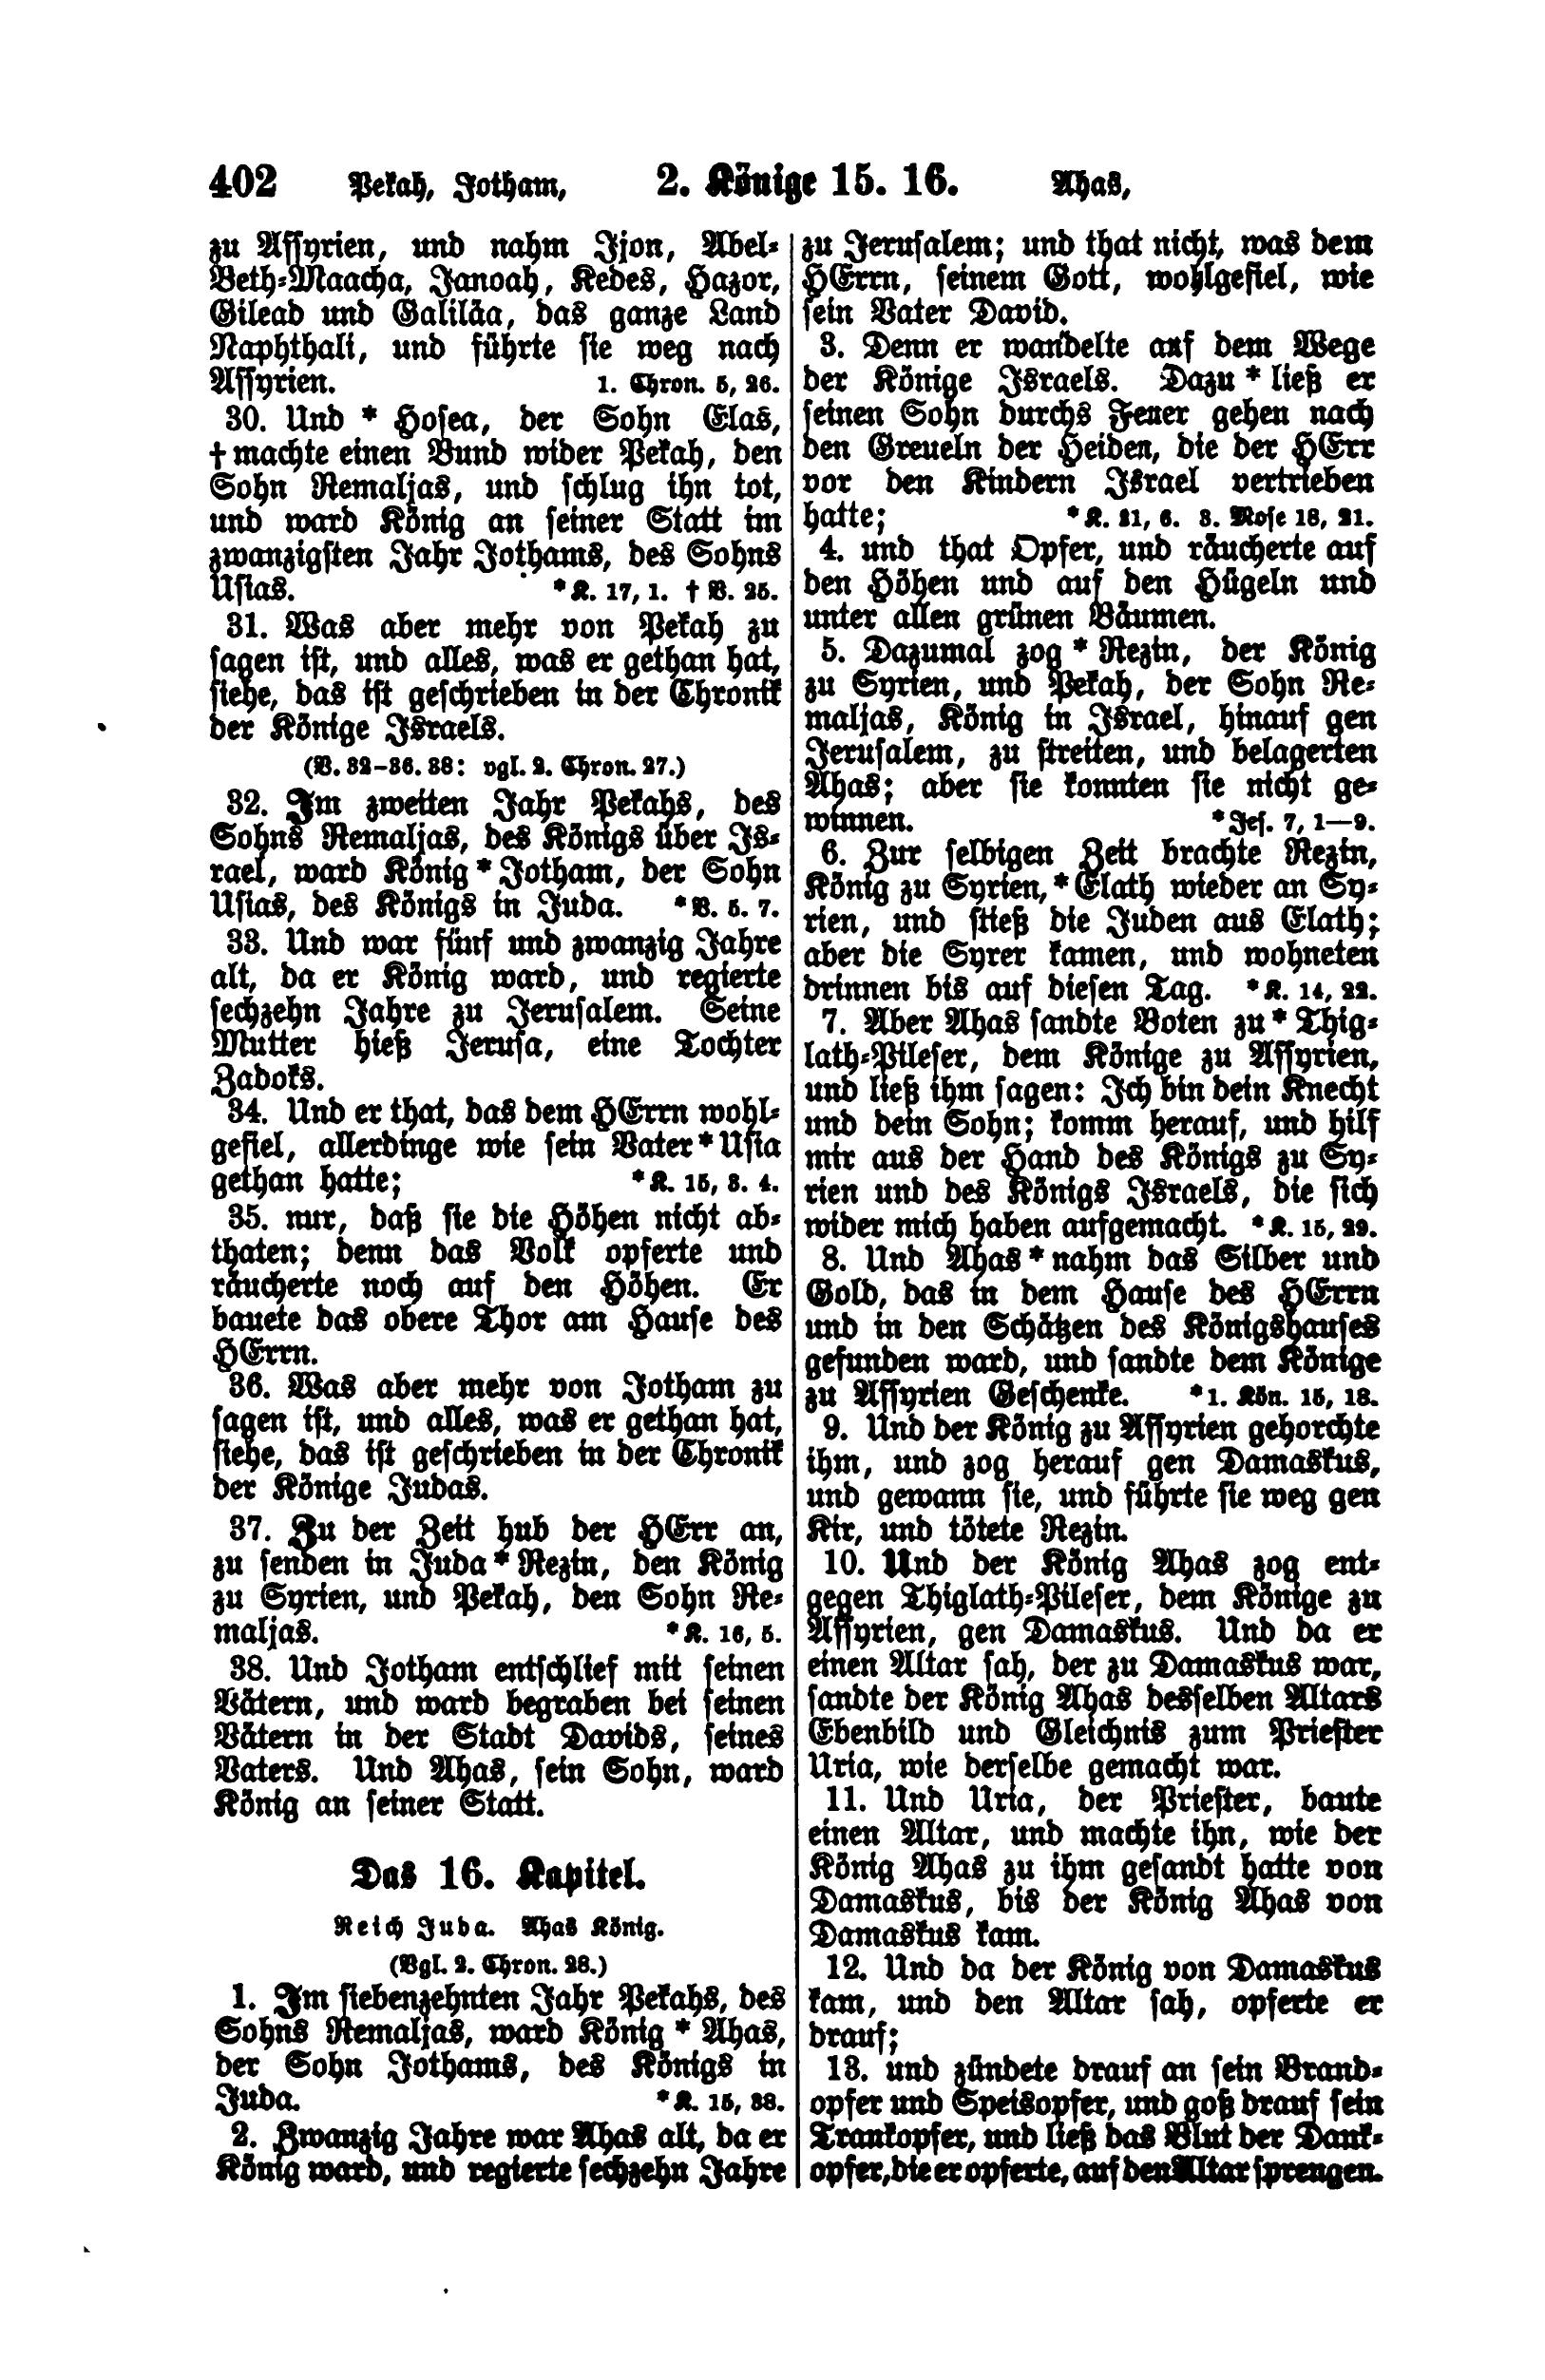 402 Pekah, Jotham, 2. Könige 15. 16. Ahas,
zu Assyrien, und nahm Jjon, Abel-
Beth-Maacha, Janoah, Kedes, Hazor,
Gilead und Galiläa, das ganze Land
Naphthali, und führte sie weg nach
Assyrien. 1. Chron. 5, 26.
30. Und * Hosea, der Sohn Elas,
† machte einen Bund wider Pekah, den
Sohn Remaljas, und schlug ihn tot,
und ward König an seiner Statt im
zwanzigsten Jahr Jothams, des Sohns
Usias. *K. 17, 1. † V. 25.
31. Was aber mehr von Pekah zu
sagen ist, und alles, was er gethan hat,
siehe, das ist geschrieben in der Chronik
der Könige Israels.
(V. 32–36. 38: vgl. 2. Chron. 27.)
32. Im zweiten Jahr Pekahs, des
Sohns Remaljas, des Königs über Is-
rael, ward König * Jotham, der Sohn
Usias, des Königs in Juda. *V. 5. 7.
33. Und war fünf und zwanzig Jahre
alt, da er König ward, und regierte
sechzehn Jahre zu Jerusalem. Seine
Mutter hieß Jerusa, eine Tochter
Zadoks.
34. Und er that, das dem HErrn wohl-
gefiel, allerdinge wie sein Vater * Usia
gethan hatte; *K. 15, 3. 4.
35. nur, daß sie die Höhen nicht ab-
thaten; denn das Volk opferte und
räucherte noch auf den Höhen. Er
bauete das obere Thor am Hause des
HErrn.
36. Was aber mehr von Jotham zu
sagen ist, und alles, was er gethan hat,
siehe, das ist geschrieben in der Chronik
der Könige Judas.
37. Zu der Zeit hub der HErr an,
zu senden in Juda * Rezin, den König
zu Syrien, und Pekah, den Sohn Re-
maljas. *K. 16, 5.
38. Und Jotham entschlief mit seinen
Vätern, und ward begraben bei seinen
Vätern in der Stadt Davids, seines
Vaters. Und Ahas, sein Sohn, ward
König an seiner Statt.
Das 16. Kapitel.
Reich Juda. Ahas König.
(Vgl. 2. Chron. 28.)
1. Im siebenzehnten Jahr Pekahs, des
Sohns Remaljas, ward König * Ahas,
der Sohn Jothams, des Königs in
Juda. *K. 15, 38.
2. Zwanzig Jahre war Ahas alt, da er
König ward, und regierte sechzehn Jahre
zu Jerusalem; und that nicht, was dem
HErrn, seinem Gott, wohlgefiel, wie
sein Vater David.
3. Denn er wandelte auf dem Wege
der Könige Israels. Dazu * ließ er
seinen Sohn durchs Feuer gehen nach
den Greueln der Heiden, die der HErr
vor den Kindern Israel vertrieben
hatte; *K. 21, 6. 3. Mose 18, 21.
4. und that Opfer, und räucherte auf
den Höhen und auf den Hügeln und
unter allen grünen Bäumen.
5. Dazumal zog * Rezin, der König
zu Syrien, und Pekah, der Sohn Re-
maljas, König in Israel, hinauf gen
Jerusalem, zu streiten, und belagerten
Ahas; aber sie konnten sie nicht ge-
winnen. *Jes. 7, 1—9.
6. Zur selbigen Zeit brachte Rezin,
König zu Syrien, * Elath wieder an Sy-
rien, und stieß die Juden aus Elath;
aber die Syrer kamen, und wohneten
drinnen bis auf diesen Tag. *K. 14, 22.
7. Aber Ahas sandte Boten zu * Thig-
lath-Pileser, dem Könige zu Assyrien,
und ließ ihm sagen: Ich bin dein Knecht
und dein Sohn; komm herauf, und hilf
mir aus der Hand des Königs zu Sy-
rien und des Königs Israels, die sich
wider mich haben aufgemacht. *K. 15, 29.
8. Und Ahas * nahm das Silber und
Gold, das in dem Hause des HErrn
und in den Schätzen des Königshauses
gefunden ward, und sandte dem Könige
zu Assyrien Geschenke. *1. Kön. 15, 18.
9. Und der König zu Assyrien gehorchte
ihm, und zog herauf gen Damaskus,
und gewann sie, und führte sie weg gen
Kir, und tötete Rezin.
10. Und der König Ahas zog ent-
gegen Thiglath-Pileser, dem Könige zu
Assyrien, gen Damaskus. Und da er
einen Altar sah, der zu Damaskus war,
sandte der König Ahas desselben Altars
Ebenbild und Gleichnis zum Priester
Uria, wie derselbe gemacht war.
11. Und Uria, der Priester, baute
einen Altar, und machte ihn, wie der
König Ahas zu ihm gesandt hatte von
Damaskus, bis der König Ahas von
Damaskus kam.
12. Und da der König von Damaskus
kam, und den Altar sah, opferte er
drauf;
13. und zündete drauf an sein Brand-
opfer und Speisopfer, und goß drauf sein
Trankopfer, und ließ das Blut der Dank-
opfer, die er opferte, auf den Altar sprengen.